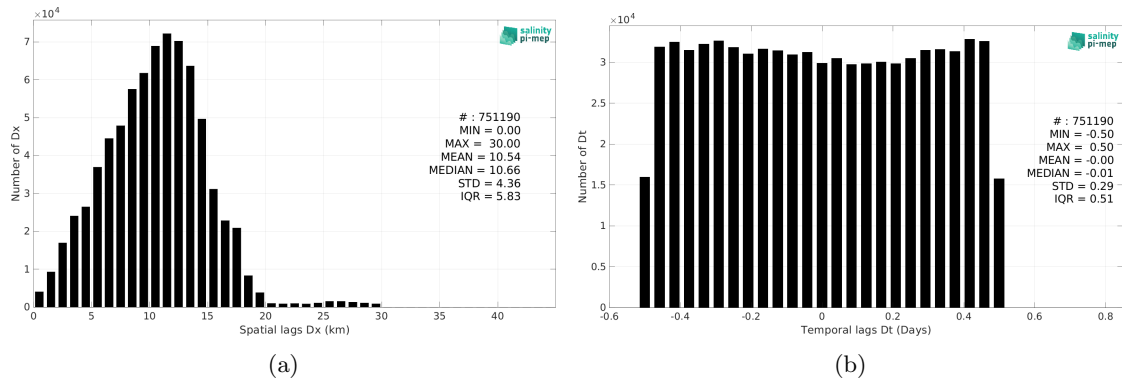 ×10⁴
7
6
5
4
3
2
1
0
Number of Dx
salinity
pi-mep
# : 751190
MIN = 0.00
MAX = 30.00
MEAN = 10.54
MEDIAN = 10.66
STD = 4.36
IQR = 5.83
0 5 10 15 20 25 30 35 40
Spatial lags Dx (km)
(a)
×10⁴
3
2.5
2
1.5
1
0.5
0
Number of Dt
salinity
pi-mep
# : 751190
MIN = -0.50
MAX = 0.50
MEAN = -0.00
MEDIAN = -0.01
STD = 0.29
IQR = 0.51
-0.6 -0.4 -0.2 0 0.2 0.4 0.6 0.8
Temporal lags Dt (Days)
(b)